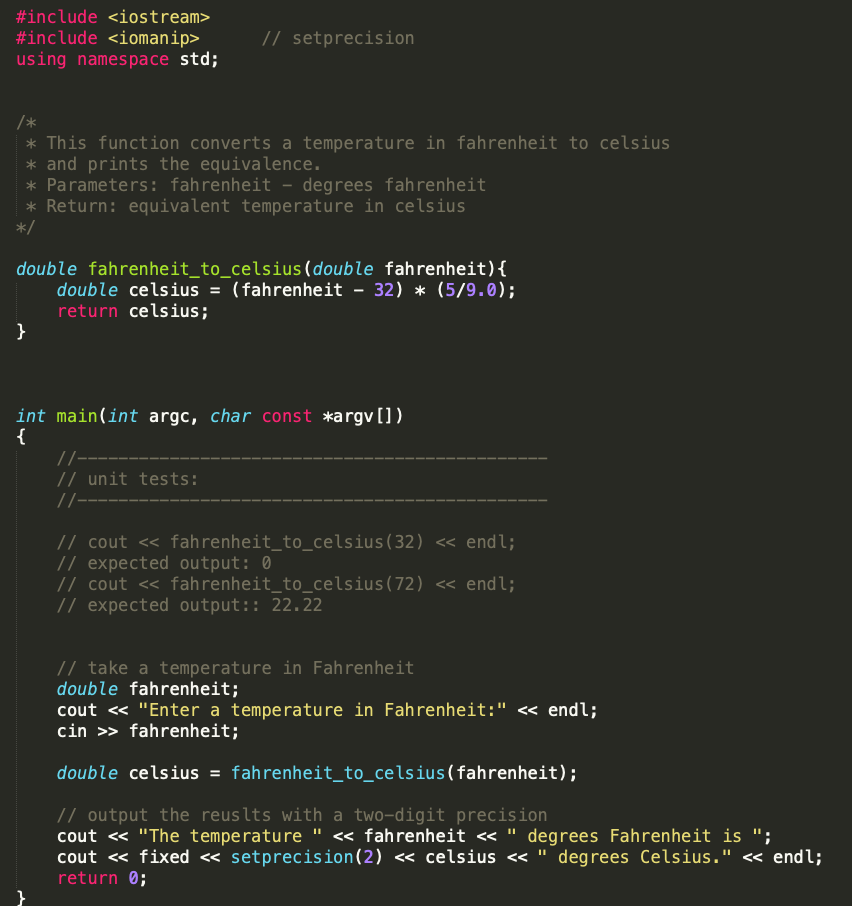 #include <iostream>
#include <iomanip>      // setprecision
using namespace std;
/*
 * This function converts a temperature in fahrenheit to celsius
 * and prints the equivalence.
 * Parameters: fahrenheit - degrees fahrenheit
 * Return: equivalent temperature in celsius
*/
double fahrenheit_to_celsius(double fahrenheit){
    double celsius = (fahrenheit - 32) * (5/9.0);
    return celsius;
}
int main(int argc, char const *argv[])
{
    //----------------------------------------------
    // unit tests:
    //----------------------------------------------
    // cout << fahrenheit_to_celsius(32) << endl;
    // expected output: 0
    // cout << fahrenheit_to_celsius(72) << endl;
    // expected output:: 22.22
    // take a temperature in Fahrenheit
    double fahrenheit;
    cout << "Enter a temperature in Fahrenheit:" << endl;
    cin >> fahrenheit;
    double celsius = fahrenheit_to_celsius(fahrenheit);
    // output the reuslts with a two-digit precision
    cout << "The temperature " << fahrenheit << " degrees Fahrenheit is ";
    cout << fixed << setprecision(2) << celsius << " degrees Celsius." << endl;
    return 0;
}